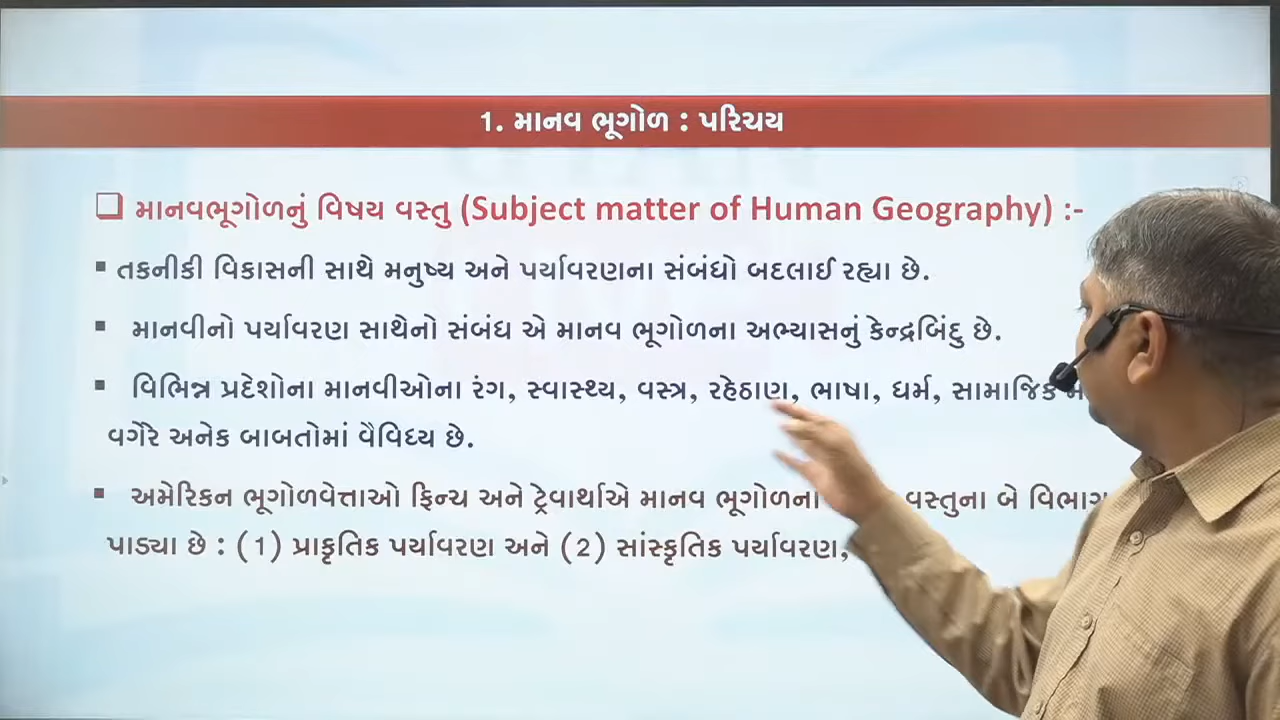 1. માનવ ભૂગોળ : પરિચય
❑ માનવભૂગોળનું વિષય વસ્તુ (Subject matter of Human Geography) :-
▪ તકનીકી વિકાસની સાથે મનુષ્ય અને પર્યાવરણના સંબંધો બદલાઈ રહ્યા છે.
▪ માનવીનો પર્યાવરણ સાથેનો સંબંધ એ માનવ ભૂગોળના અભ્યાસનું કેન્દ્રબિંદુ છે.
▪ વિભિન્ન પ્રદેશોના માનવીઓના રંગ, સ્વાસ્થ્ય, વસ્ત્ર, રહેઠાણ, ભાષા, ધર્મ, સામાજિક
વગેરે અનેક બાબતોમાં વૈવિધ્ય છે.
▪ અમેરિકન ભૂગોળવેત્તાઓ ફિન્ચ અને ટ્રેવાર્થાએ માનવ ભૂગોળના વસ્તુના બે વિભાગ
પાડ્યા છે : (1) પ્રાકૃતિક પર્યાવરણ અને (2) સાંસ્કૃતિક પર્યાવરણ,